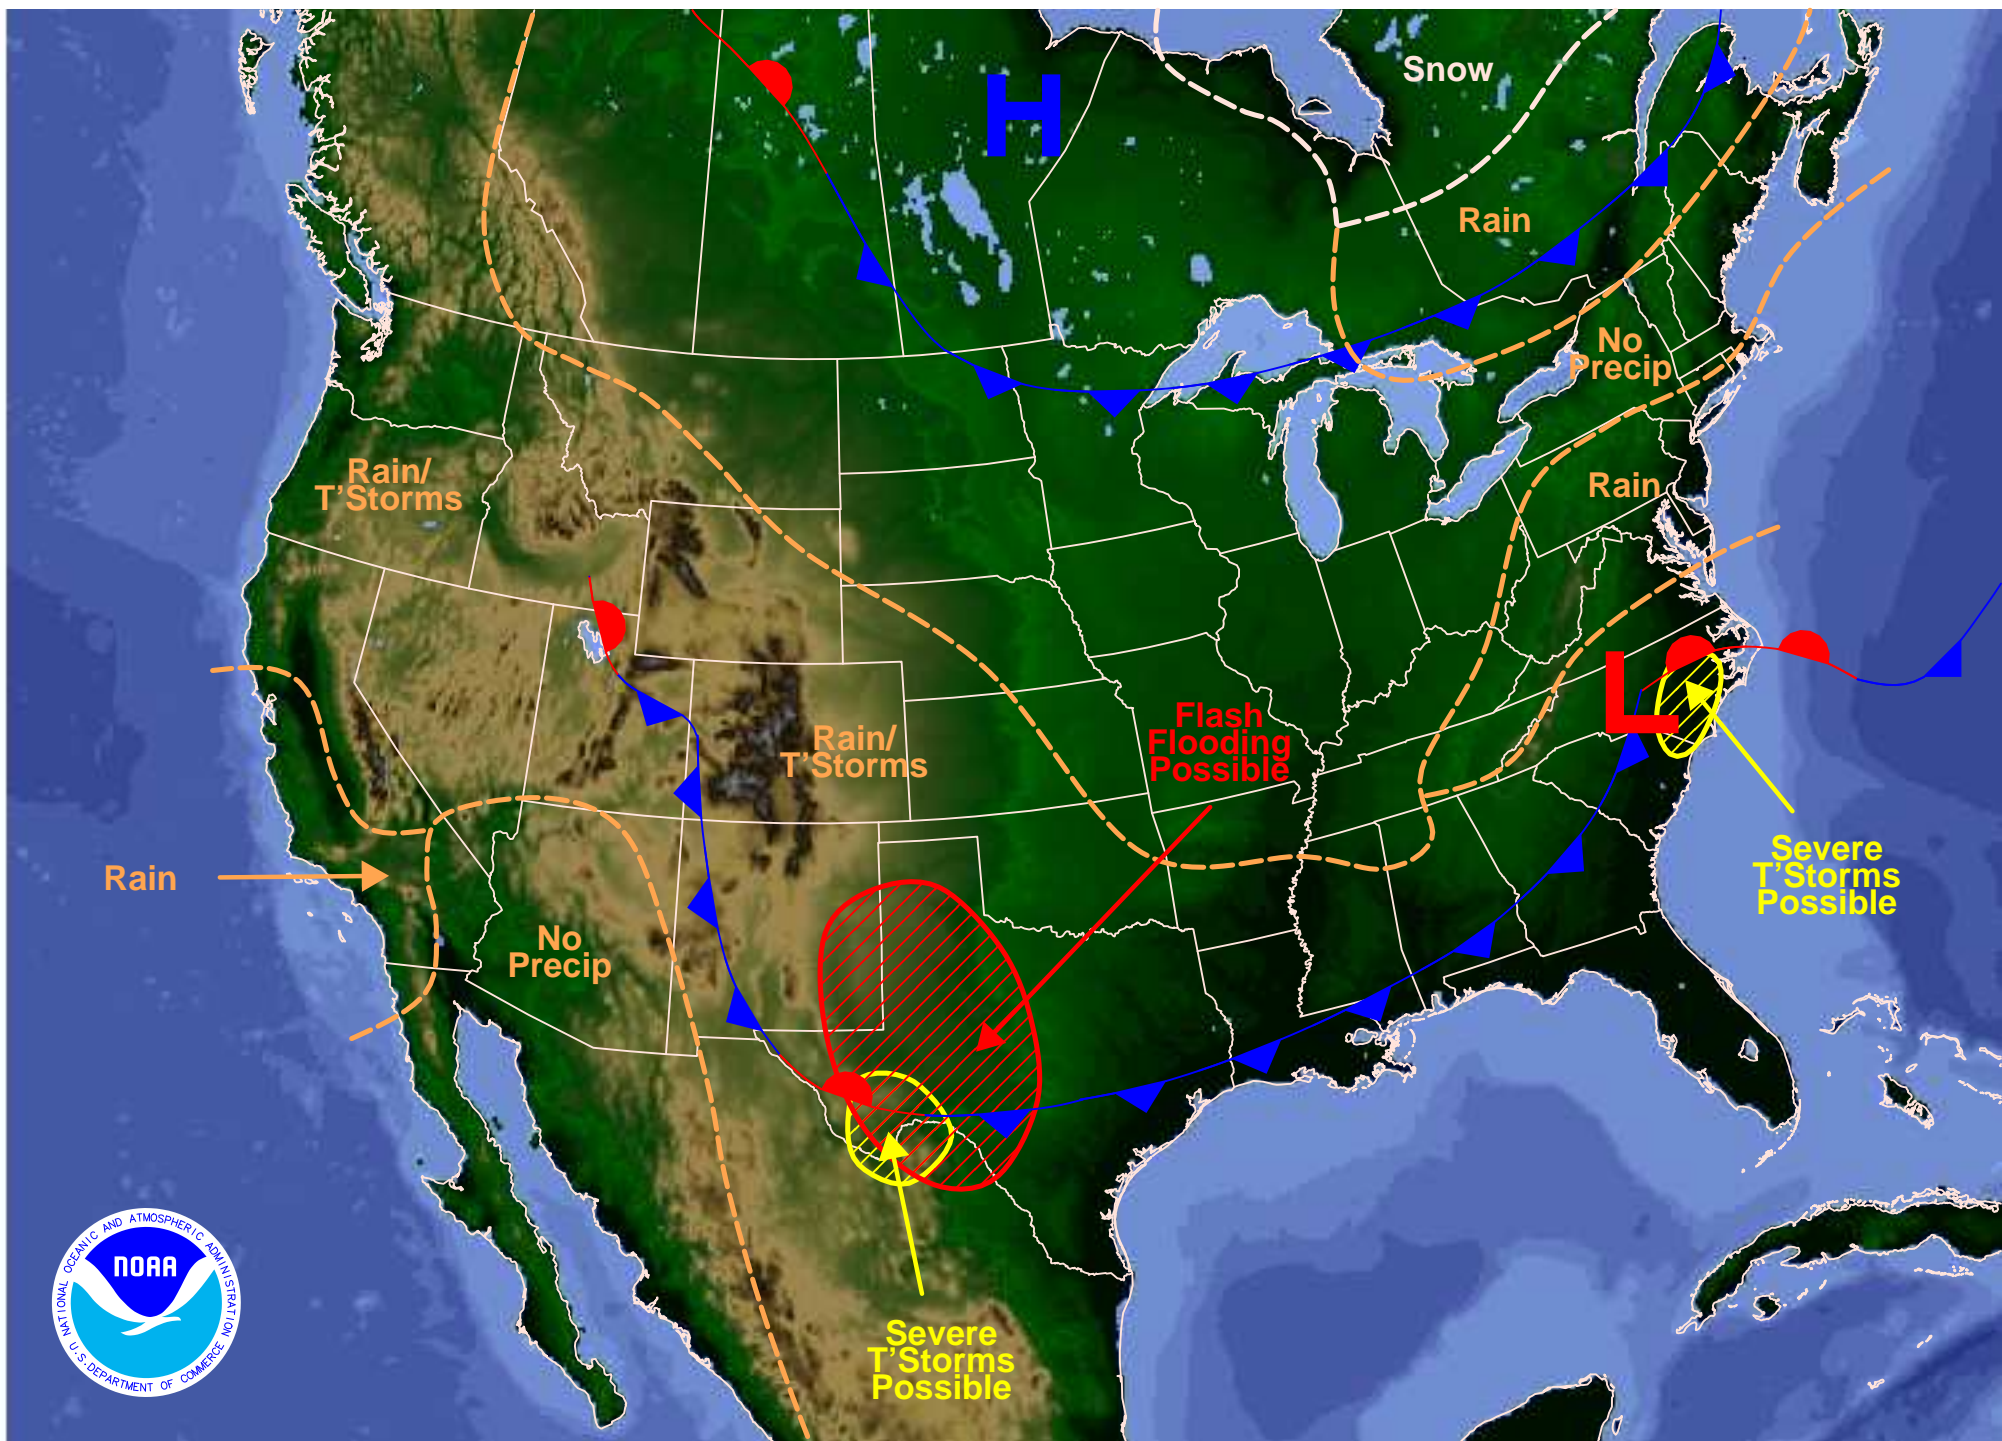 Snow
H
Rain
No
Precip
Rain/
T'Storms
Rain
L
Flash
Flooding
Possible
Rain/
T'Storms
Severe
T'Storms
Possible
Rain
No
Precip
Severe
T'Storms
Possible
NATIONAL OCEANIC AND ATMOSPHERIC ADMINISTRATION
NOAA
U.S. DEPARTMENT OF COMMERCE